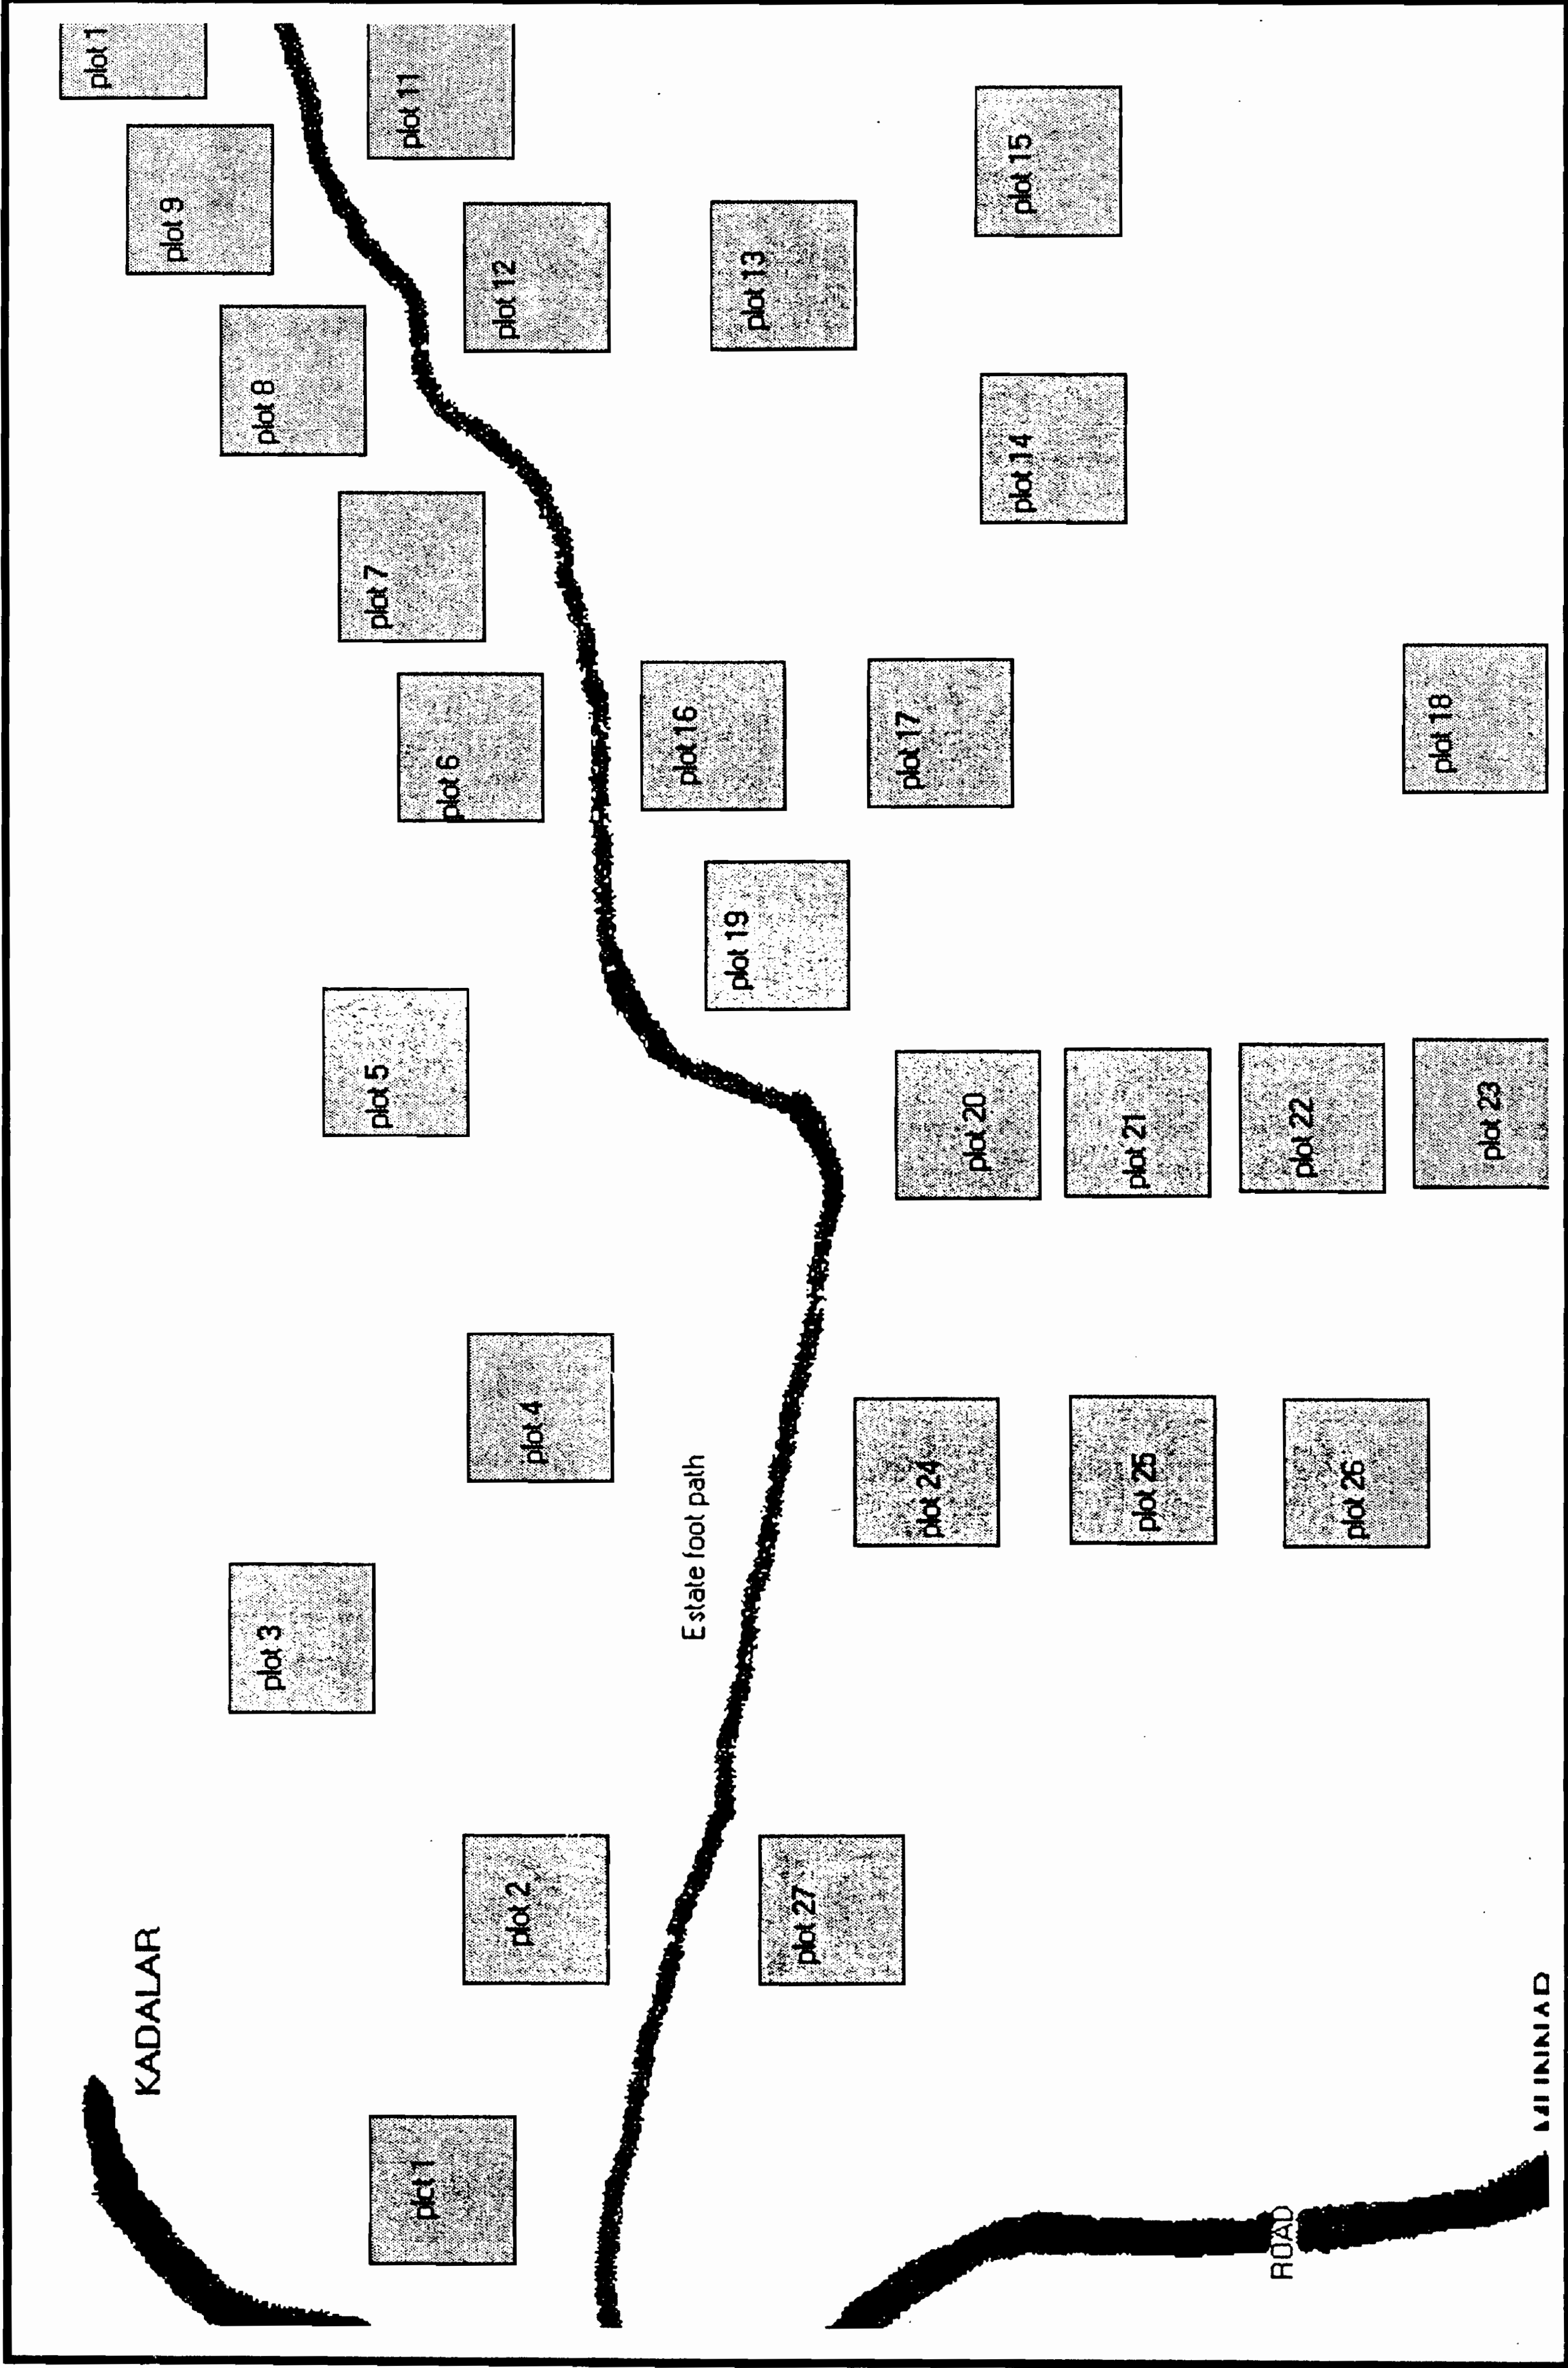 KADALAR
plot 1
plot 2
plot 3
plot 4
plot 5
plot 6
plot 7
plot 8
plot 9
plot 1
plot 11
plot 12
plot 13
plot 14
plot 15
plot 16
plot 17
plot 18
plot 19
plot 20
plot 21
plot 22
plot 23
plot 24
plot 25
plot 26
plot 27
Estate foot path
ROAD